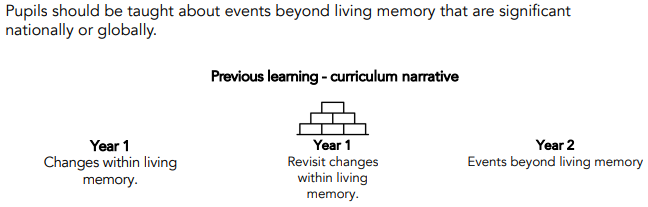 Pupils should be taught about events beyond living memory that are significant
nationally or globally.
Previous learning - curriculum narrative
Year 1
Changes within living
memory.
Year 1
Revisit changes
within living
memory.
Year 2
Events beyond living memory